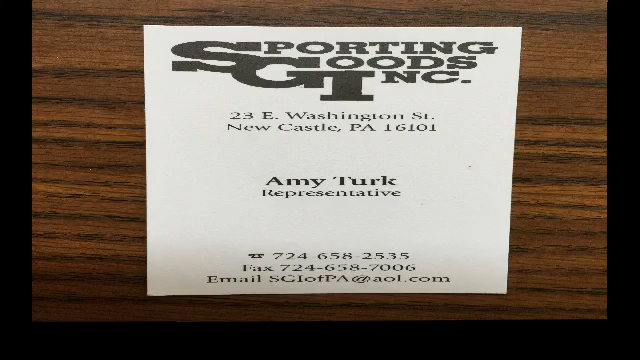 SPORTING
GOODS
INC.
23 E. Washington St.
New Castle, PA 16101
Amy Turk
Representative
☎ 724 658-2535
Fax 724-658-7006
Email SGIofPA@aol.com